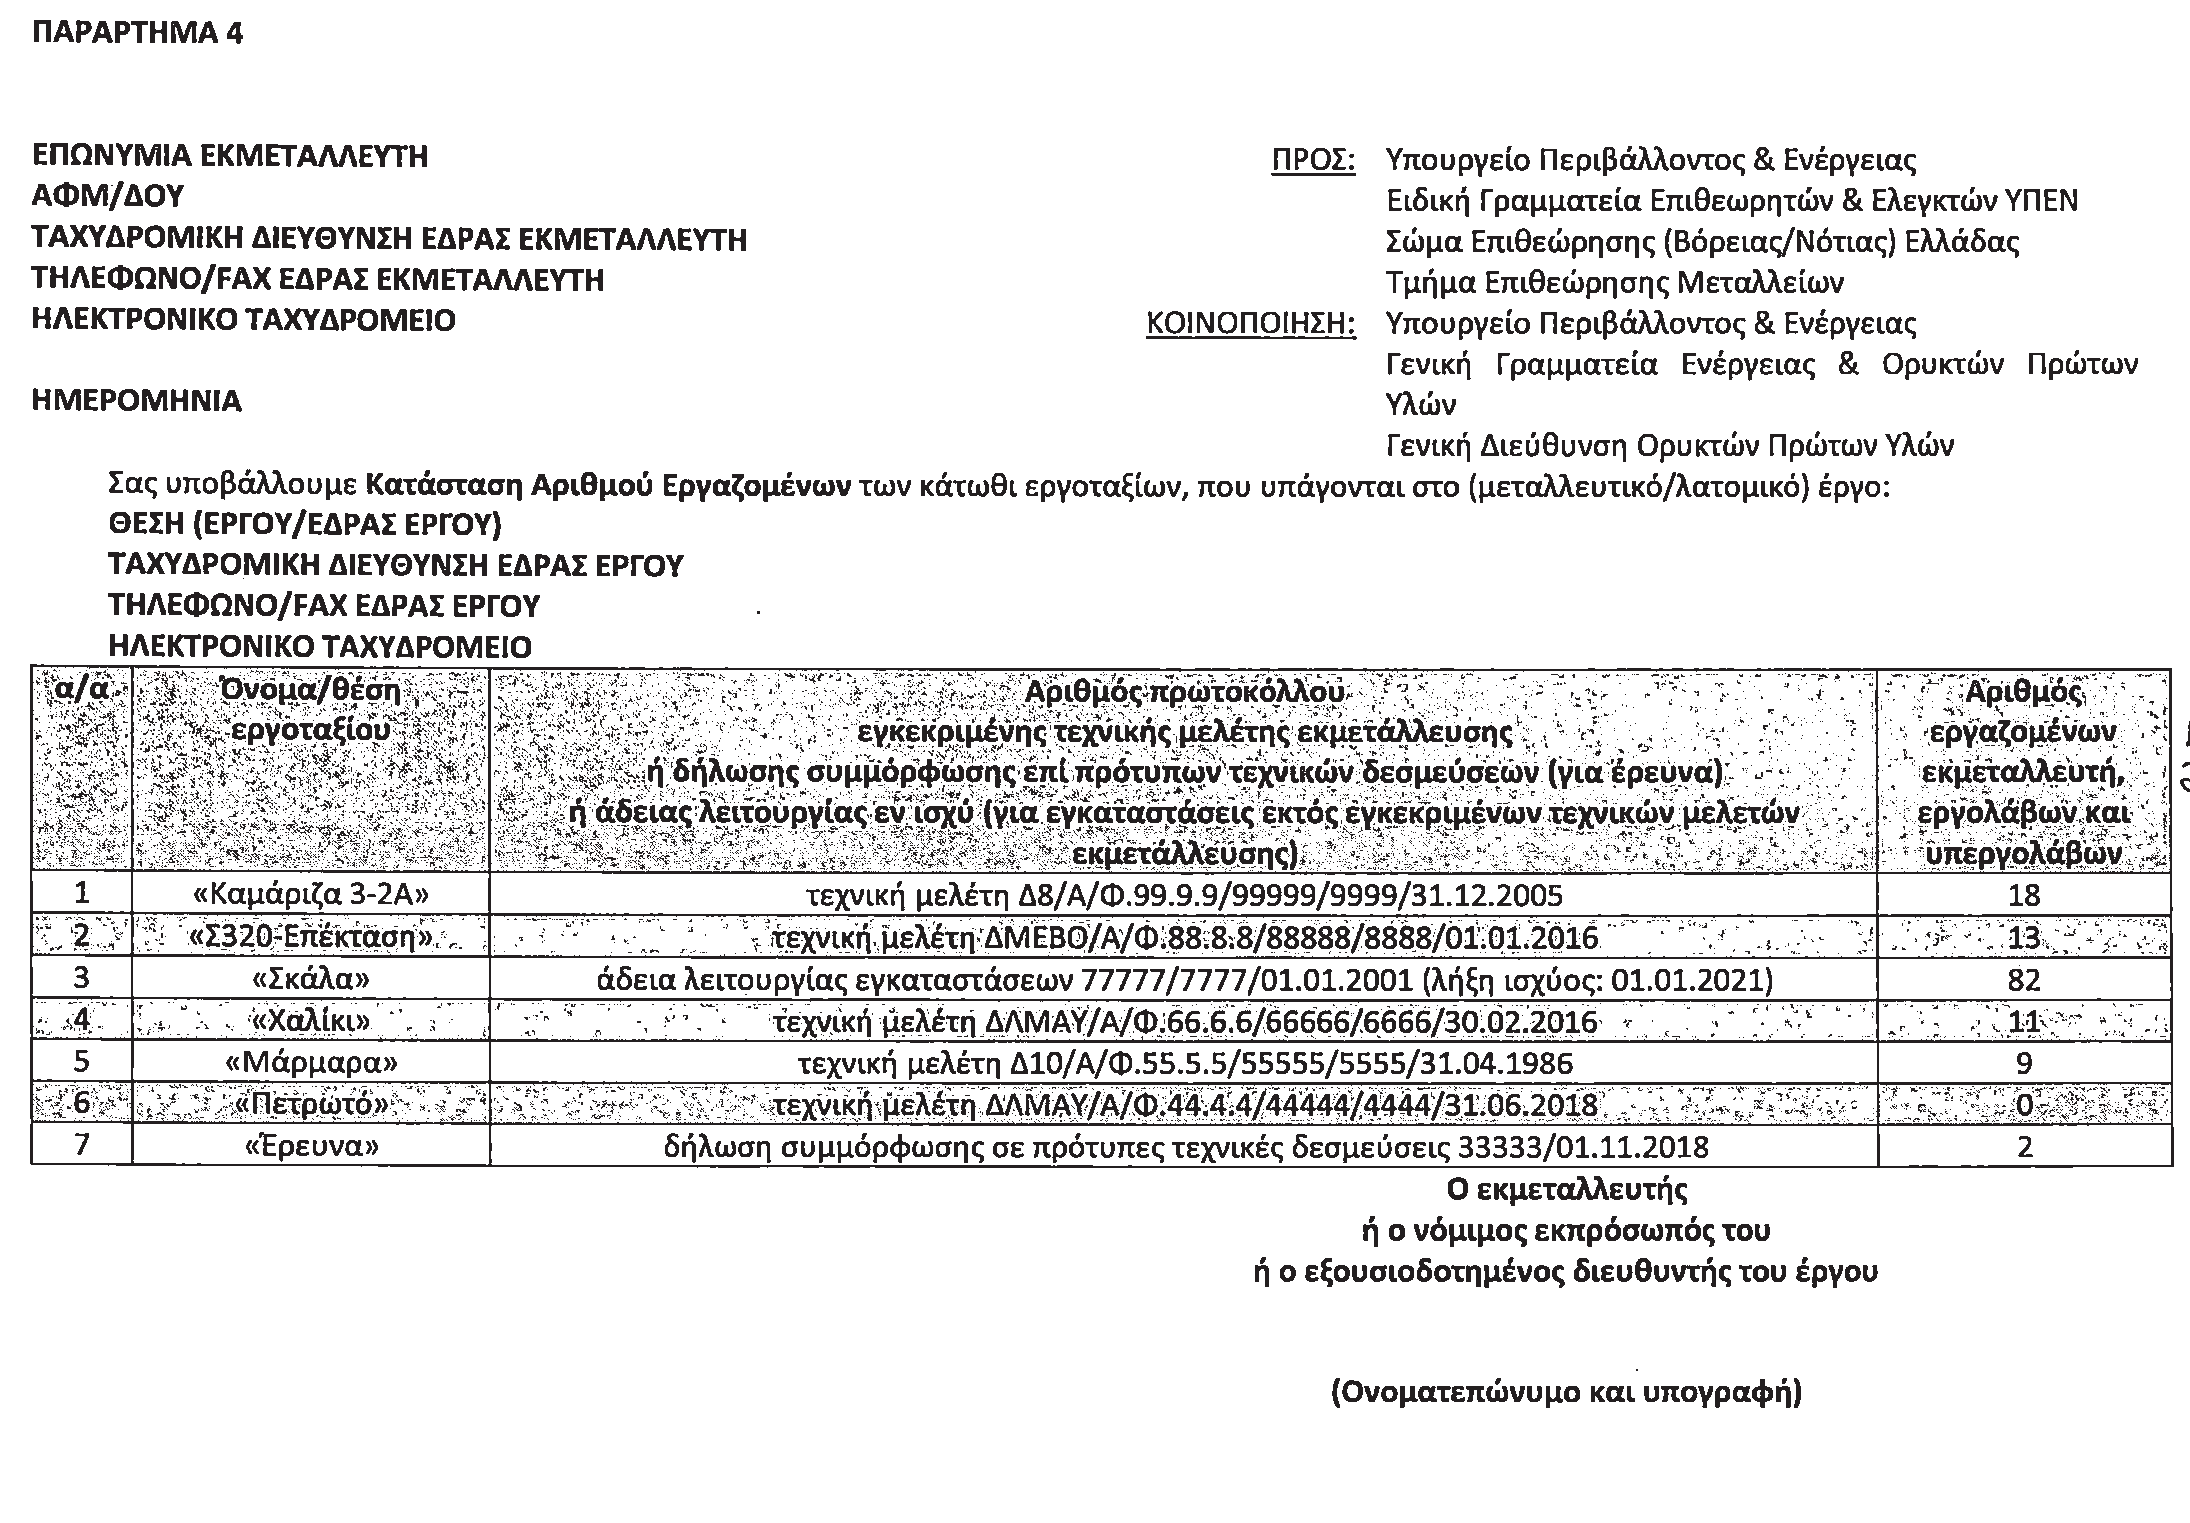 ΠΑΡΑΡΤΗΜΑ 4
ΕΠΩΝΥΜΙΑ ΕΚΜΕΤΑΛΛΕΥΤΗ
ΑΦΜ/ΔΟΥ
ΤΑΧΥΔΡΟΜΙΚΗ ΔΙΕΥΘΥΝΣΗ ΕΔΡΑΣ ΕΚΜΕΤΑΛΛΕΥΤΗ
ΤΗΛΕΦΩΝΟ/FAX ΕΔΡΑΣ ΕΚΜΕΤΑΛΛΕΥΤΗ
ΗΛΕΚΤΡΟΝΙΚΟ ΤΑΧΥΔΡΟΜΕΙΟ
ΗΜΕΡΟΜΗΝΙΑ
ΠΡΟΣ: Υπουργείο Περιβάλλοντος & Ενέργειας
Ειδική Γραμματεία Επιθεωρητών & Ελεγκτών ΥΠΕΝ
Σώμα Επιθεώρησης (Βόρειας/Νότιας) Ελλάδας
Τμήμα Επιθεώρησης Μεταλλείων
ΚΟΙΝΟΠΟΙΗΣΗ: Υπουργείο Περιβάλλοντος & Ενέργειας
Γενική Γραμματεία Ενέργειας & Ορυκτών Πρώτων
Υλών
Γενική Διεύθυνση Ορυκτών Πρώτων Υλών
Σας υποβάλλουμε Κατάσταση Αριθμού Εργαζομένων των κάτωθι εργοταξίων, που υπάγονται στο (μεταλλευτικό/λατομικό) έργο:
ΘΕΣΗ (ΕΡΓΟΥ/ΕΔΡΑΣ ΕΡΓΟΥ)
ΤΑΧΥΔΡΟΜΙΚΗ ΔΙΕΥΘΥΝΣΗ ΕΔΡΑΣ ΕΡΓΟΥ
ΤΗΛΕΦΩΝΟ/FAX ΕΔΡΑΣ ΕΡΓΟΥ
ΗΛΕΚΤΡΟΝΙΚΟ ΤΑΧΥΔΡΟΜΕΙΟ
α/α
Όνομα/θέση
εργοταξίου
Αριθμός πρωτοκόλλου
εγκεκριμένης τεχνικής μελέτης εκμετάλλευσης
ή δήλωσης συμμόρφωσης επί πρότυπων τεχνικών δεσμεύσεων (για έρευνα)
ή άδειας λειτουργίας εν ισχύ (για εγκαταστάσεις εκτός εγκεκριμένων τεχνικών μελετών
εκμετάλλευσης)
Αριθμός
εργαζομένων
εκμεταλλευτή,
εργολάβων και
υπεργολάβων
1 «Καμάριζα 3-2Α» τεχνική μελέτη Δ8/Α/Φ.99.9.9/99999/9999/31.12.2005 18
2 «Σ320-Επέκταση» τεχνική μελέτη ΔΜΕΒΟ/Α/Φ.88.8.8/88888/8888/01.01.2016 13
3 «Σκάλα» άδεια λειτουργίας εγκαταστάσεων 77777/7777/01.01.2001 (λήξη ισχύος: 01.01.2021) 82
4 «Χαλίκι» τεχνική μελέτη ΔΛΜΑΥ/Α/Φ.66.6.6/66666/6666/30.02.2016 11
5 «Μάρμαρα» τεχνική μελέτη Δ10/Α/Φ.55.5.5/55555/5555/31.04.1986 9
6 «Πετρωτό» τεχνική μελέτη ΔΛΜΑΥ/Α/Φ.44.4.4/44444/4444/31.06.2018 0
7 «Έρευνα» δήλωση συμμόρφωσης σε πρότυπες τεχνικές δεσμεύσεις 33333/01.11.2018 2
Ο εκμεταλλευτής
ή ο νόμιμος εκπρόσωπός του
ή ο εξουσιοδοτημένος διευθυντής του έργου
(Ονοματεπώνυμο και υπογραφή)